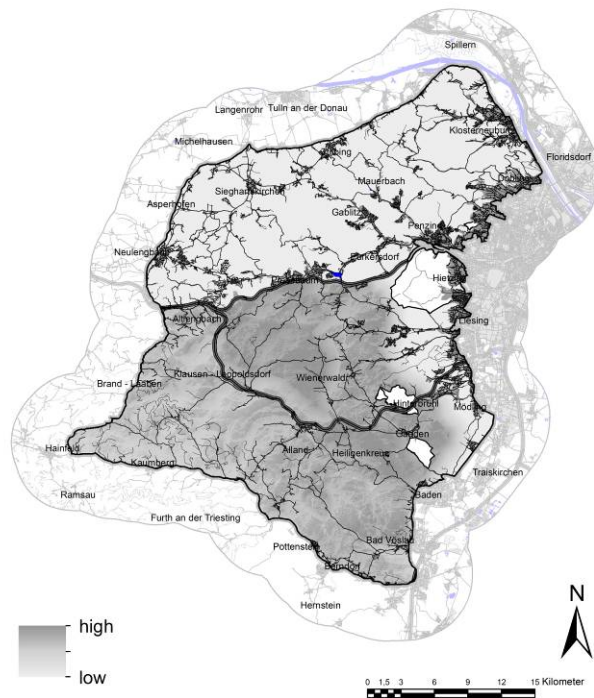 Spillern
Langenrohr
Tulln an der Donau
Klosterneuburg
Michelhausen
Floridsdorf
Mauerbach
Sieghartskirchen
Asperhofen
Gablitz
Penzing
Neulengbach
Purkersdorf
Hietzing
Altlengbach
Liesing
Klausen - Leopoldsdorf
Wienerwald
Brand - Laaben
Hinterbrühl
Mödling
Gaaden
Hainfeld
Alland
Heiligenkreuz
Kaumberg
Traiskirchen
Baden
Ramsau
Furth an der Triesting
Bad Vöslau
Pottenstein
Berndorf
Hernstein
N
high
low
0 1,5 3 6 9 12 15 Kilometer